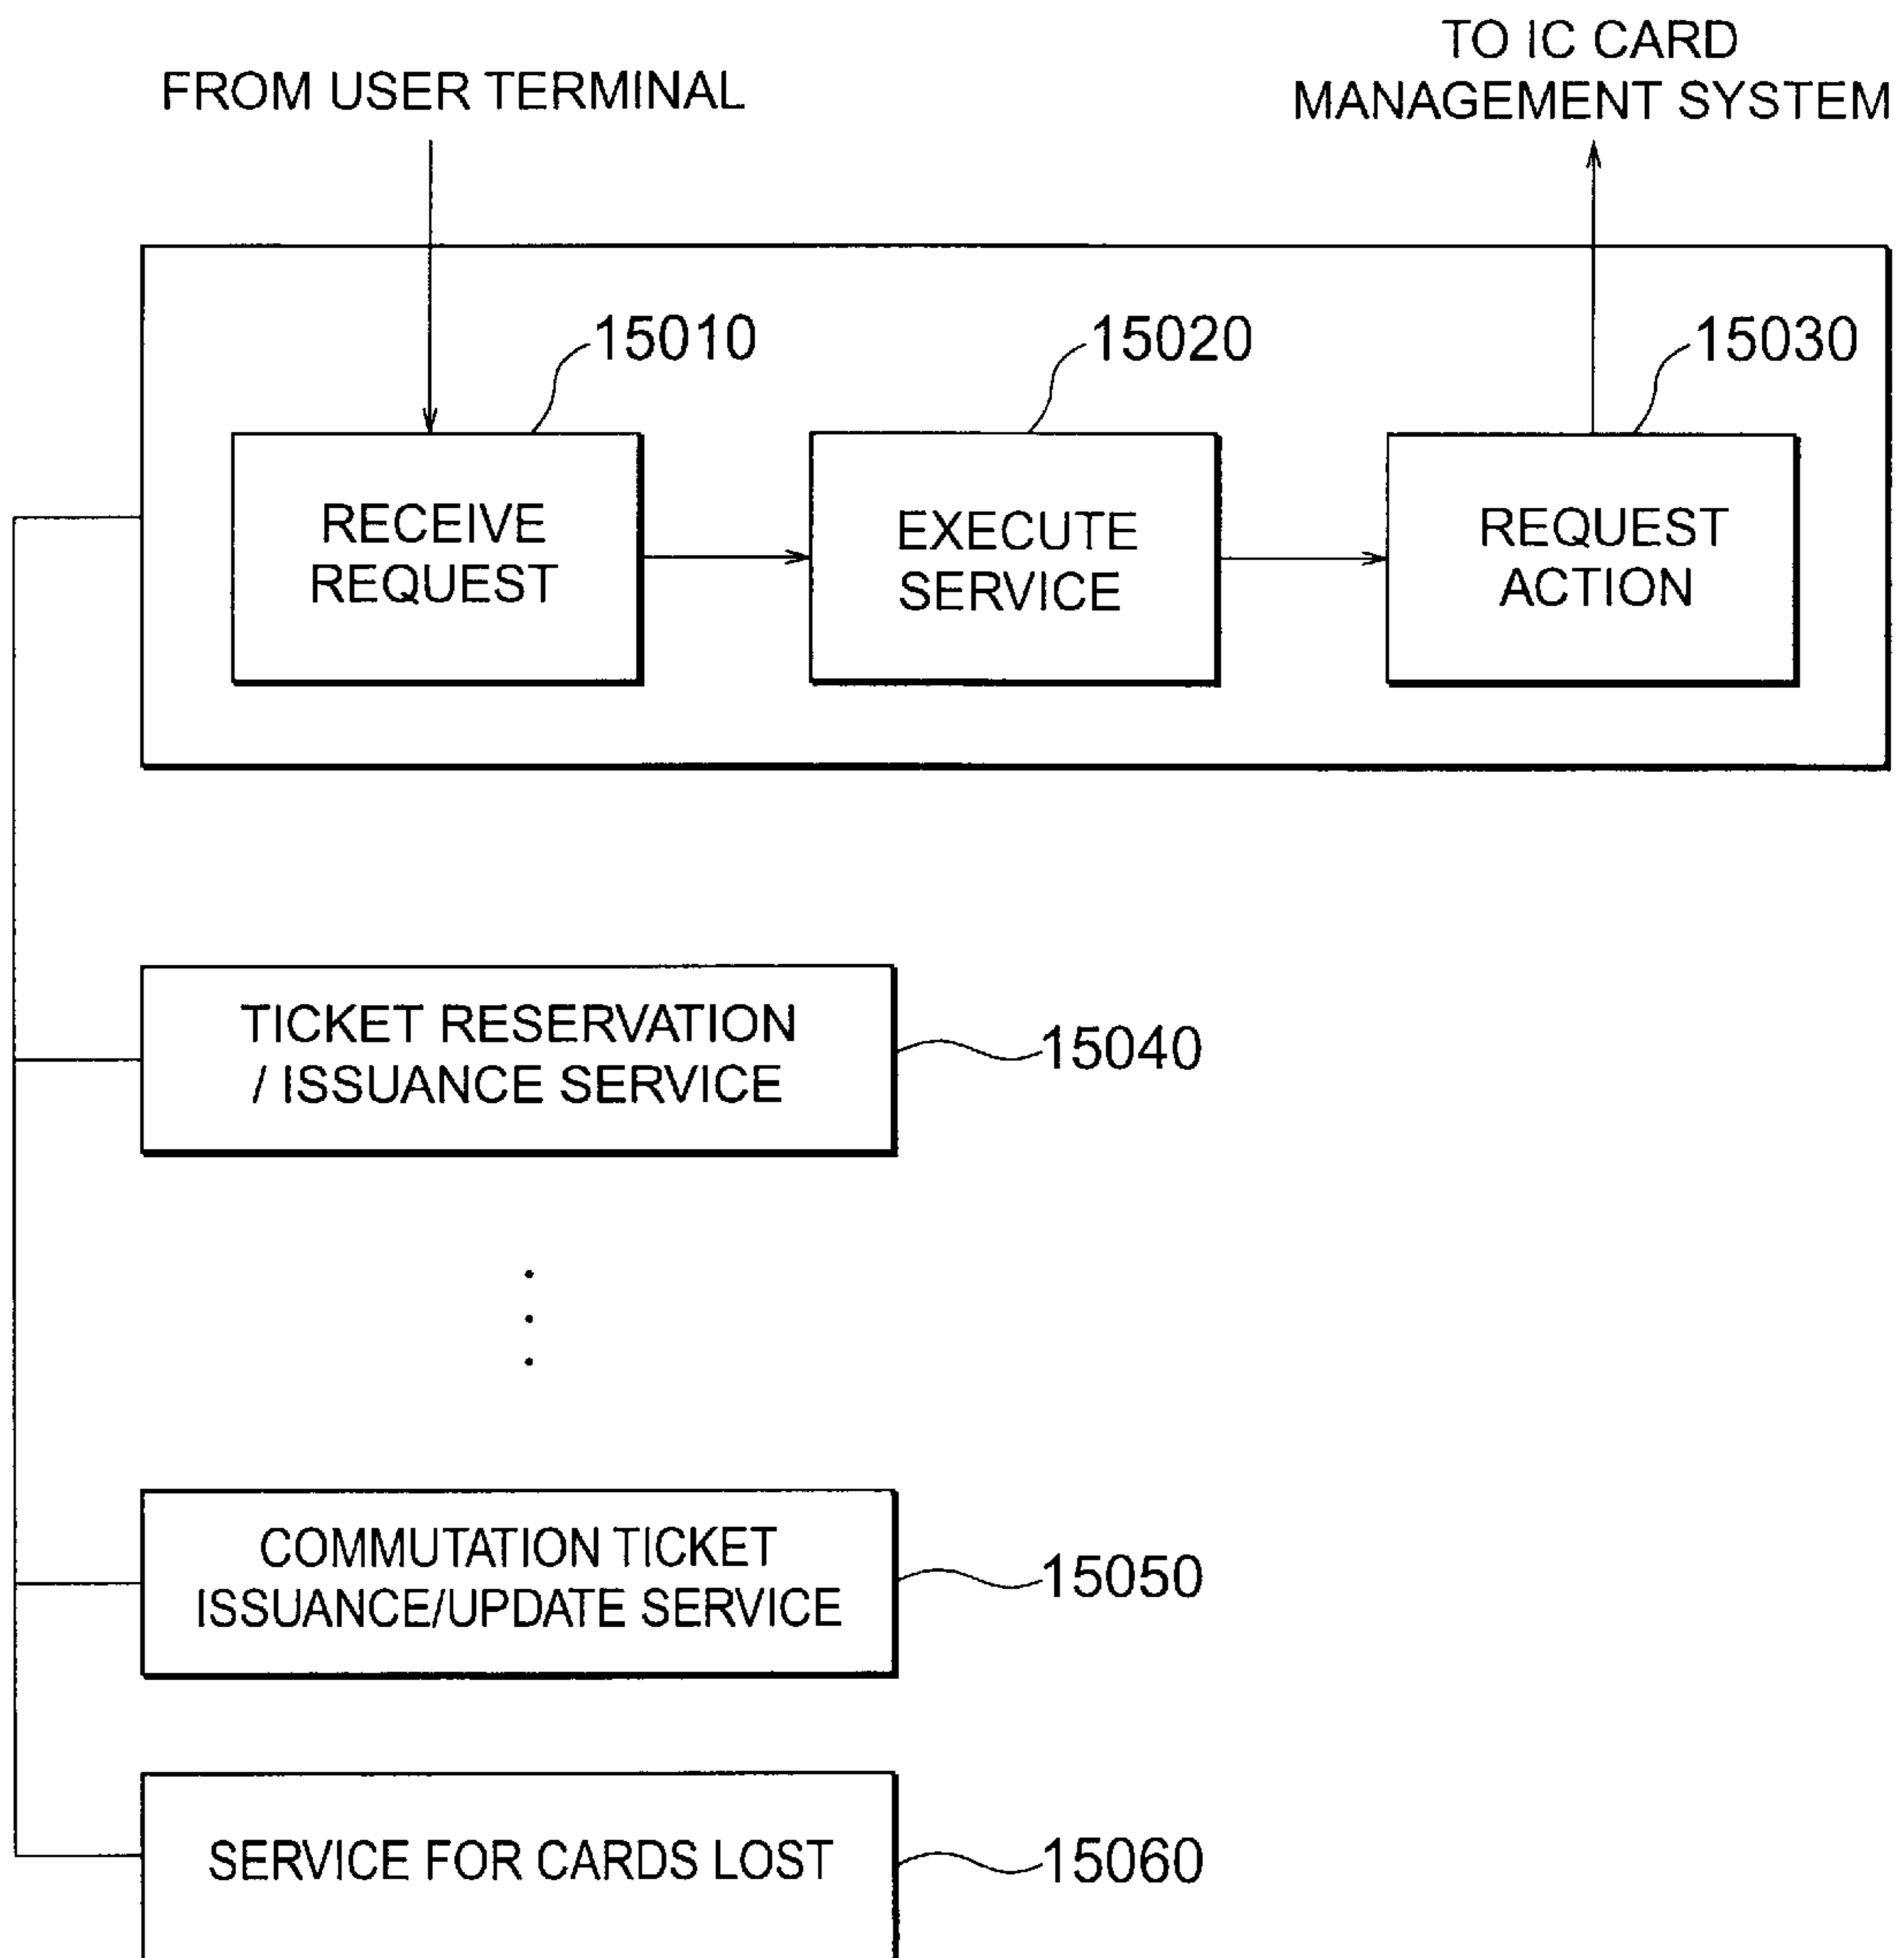 FROM USER TERMINAL
TO IC CARD
MANAGEMENT SYSTEM
15010
15020
15030
RECEIVE
REQUEST
EXECUTE
SERVICE
REQUEST
ACTION
TICKET RESERVATION
/ ISSUANCE SERVICE
15040
COMMUTATION TICKET
ISSUANCE/UPDATE SERVICE
15050
SERVICE FOR CARDS LOST
15060